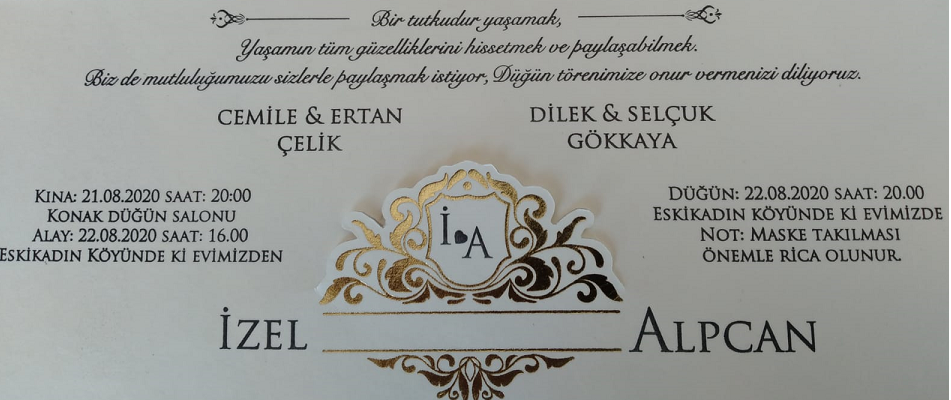 Bir tutkudur yaşamak,
Yaşamın tüm güzelliklerini hissetmek ve paylaşabilmek.
Biz de mutluluğumuzu sizlerle paylaşmak istiyor, Düğün törenimize onur vermenizi diliyoruz.
CEMİLE & ERTAN
ÇELİK
DİLEK & SELÇUK
GÖKKAYA
KINA: 21.08.2020 SAAT: 20:00
KONAK DÜĞÜN SALONU
ALAY: 22.08.2020 SAAT: 16.00
ESKİKADIN KÖYÜNDE Kİ EVİMİZDEN
DÜĞÜN: 22.08.2020 SAAT: 20.00
ESKİKADIN KÖYÜNDE Kİ EVİMİZDE
NOT: MASKE TAKILMASI
ÖNEMLE RİCA OLUNUR.
İ A
İZEL
ALPCAN